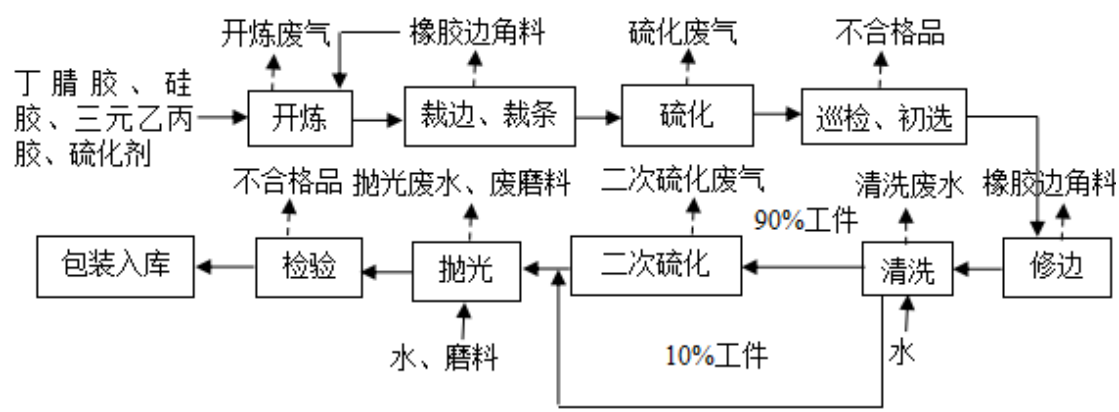 开炼废气
橡胶边角料
硫化废气
不合格品
丁腈胶、硅
胶、三元乙丙
胶、硫化剂
开炼
裁边、裁条
硫化
巡检、初选
不合格品
抛光废水、废磨料
二次硫化废气
90%工件
清洗废水
橡胶边角料
包装入库
检验
抛光
二次硫化
清洗
修边
水、磨料
10%工件
水